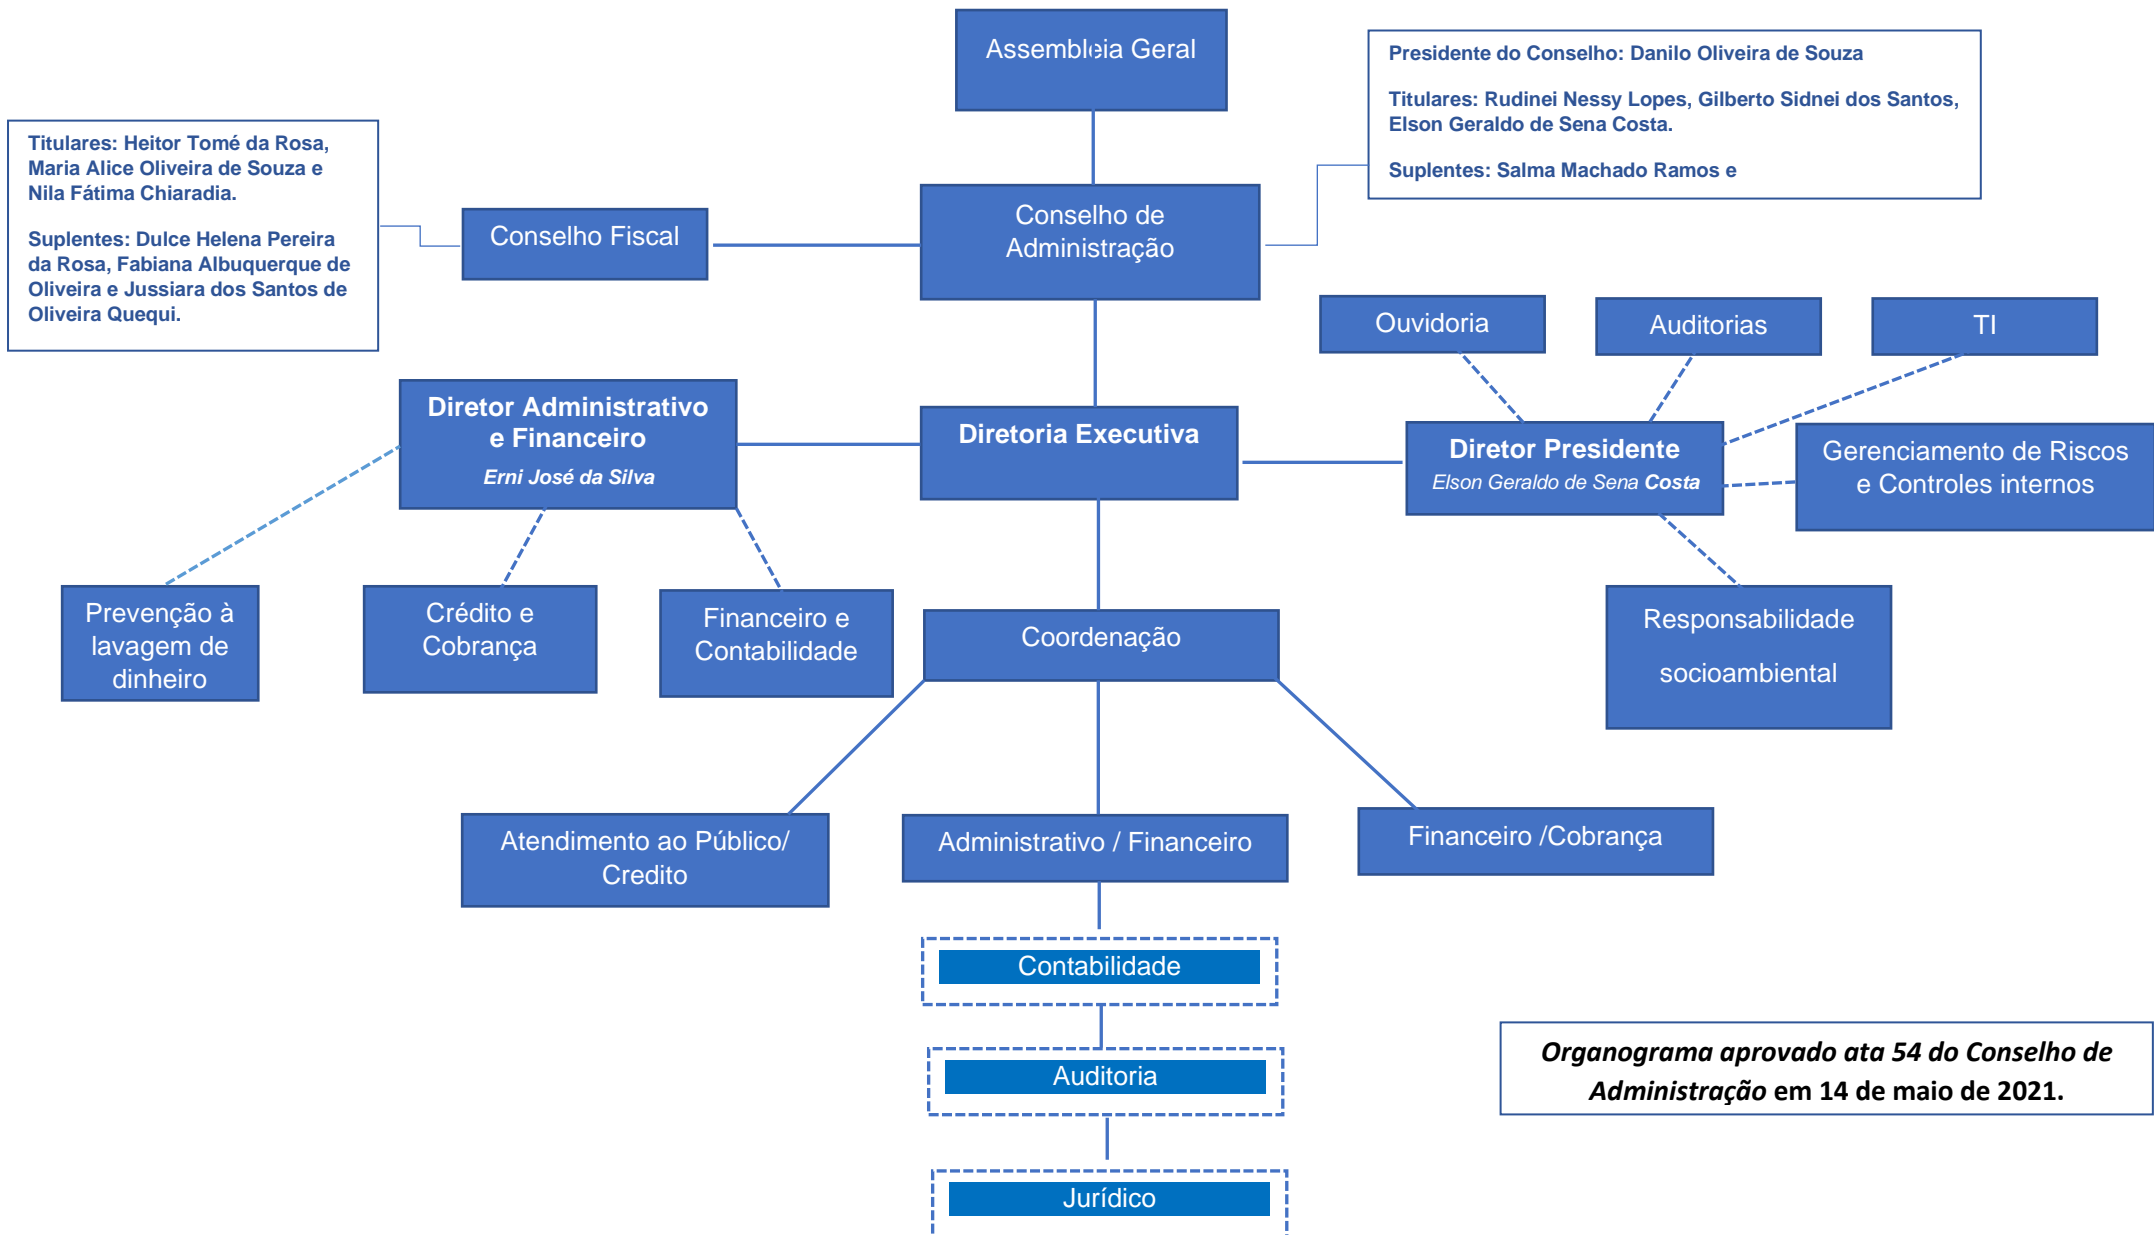 Assembleia Geral
Presidente do Conselho: Danilo Oliveira de Souza
Titulares: Rudinei Nessy Lopes, Gilberto Sidnei dos Santos,
Elson Geraldo de Sena Costa.
Suplentes: Salma Machado Ramos e
Titulares: Heitor Tomé da Rosa,
Maria Alice Oliveira de Souza e
Nila Fátima Chiaradia.
Suplentes: Dulce Helena Pereira
da Rosa, Fabiana Albuquerque de
Oliveira e Jussiara dos Santos de
Oliveira Quequi.
Conselho Fiscal
Conselho de
Administração
Ouvidoria
Auditorias
TI
Diretor Administrativo
e Financeiro
Erni José da Silva
Diretoria Executiva
Diretor Presidente
Elson Geraldo de Sena Costa
Gerenciamento de Riscos
e Controles internos
Prevenção à
lavagem de
dinheiro
Crédito e
Cobrança
Financeiro e
Contabilidade
Coordenação
Responsabilidade
socioambiental
Atendimento ao Público/
Credito
Administrativo / Financeiro
Financeiro /Cobrança
Contabilidade
Auditoria
Jurídico
Organograma aprovado ata 54 do Conselho de
Administração em 14 de maio de 2021.